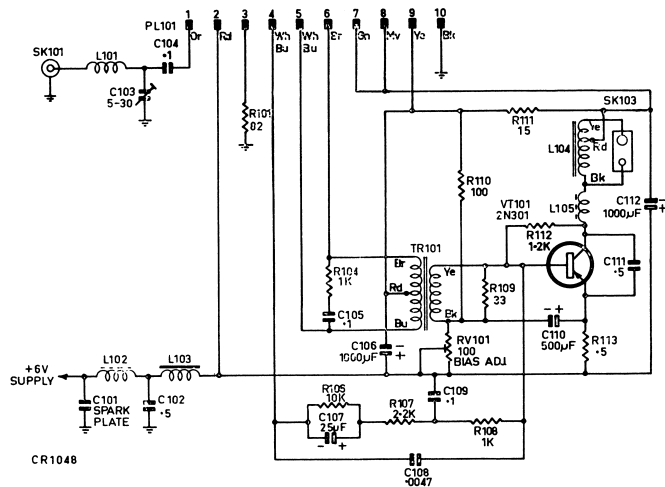 PL101
1 2 3 4 5 6 7 8 9 10
Or Rd Wh Wh Br Gn Mv Ye Bk
Bu Bu
SK101
L101
C104
·1
C103
5-30
R101
82
SK103
R111
15
L104
Ye
Rd
Bk
R110
100
VT101
2N301
L105
C112
1000µF
R112
1·2K
TR101
R104
1K
Br
Rd
Bu
Ye
Bk
R109
33
C111
·5
C105
·1
C106
1000µF
RV101
100
BIAS ADJ.
C110
500µF
R113
·5
+6V
SUPPLY
L102
L103
C101
SPARK
PLATE
C102
·5
R106
10K
C107
25µF
R107
2·2K
C109
·1
R108
1K
C108
·0047
CR1048